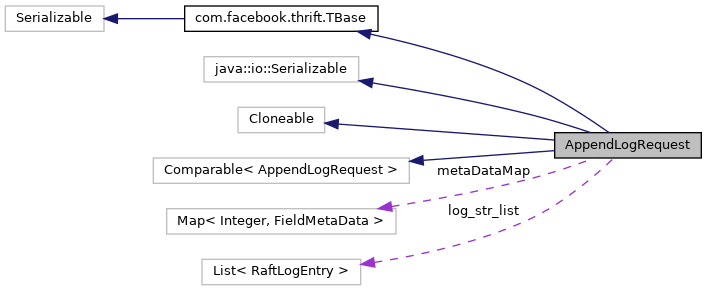 Serializable
com.facebook.thrift.TBase
java::io::Serializable
Cloneable
AppendLogRequest
Comparable< AppendLogRequest >
metaDataMap
Map< Integer, FieldMetaData >
log_str_list
List< RaftLogEntry >